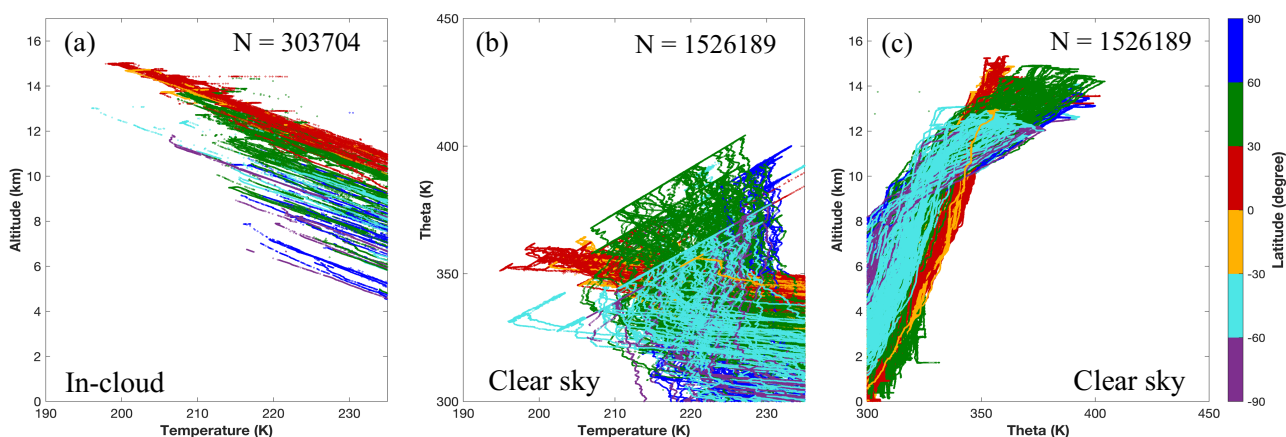 (a)
N = 303704
In-cloud
Altitude (km)
16
14
12
10
8
6
4
2
0
190 200 210 220 230
Temperature (K)
(b)
N = 1526189
Clear sky
Theta (K)
450
400
350
300
190 200 210 220 230
Temperature (K)
(c)
N = 1526189
Clear sky
Altitude (km)
16
14
12
10
8
6
4
2
0
300 350 400 450
Theta (K)
90
60
30
0
-30
-60
-90
Latitude (degree)